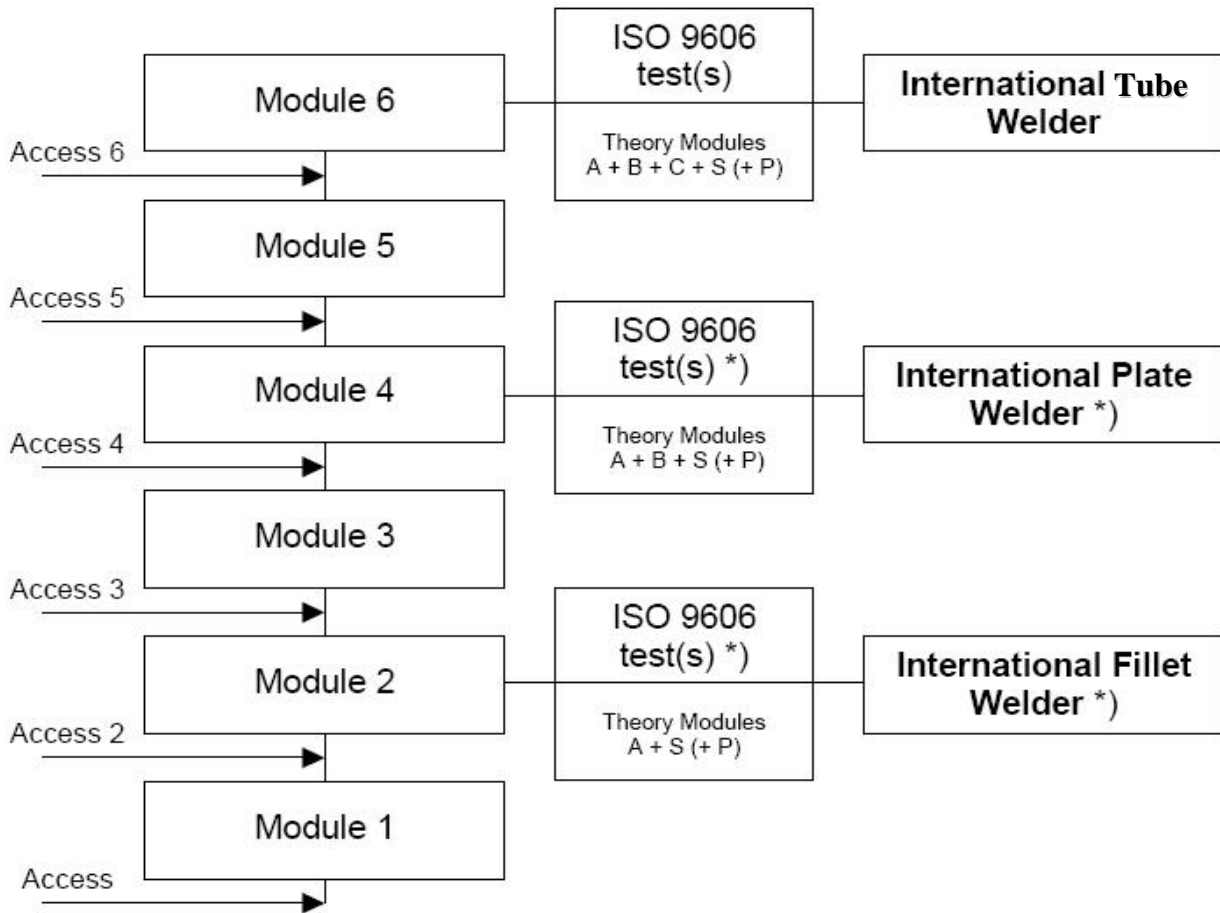 Module 6
ISO 9606
test(s)
Theory Modules
A + B + C + S (+ P)
International Tube
Welder
Access 6
Module 5
Access 5
Module 4
ISO 9606
test(s) *)
Theory Modules
A + B + S (+ P)
International Plate
Welder *)
Access 4
Module 3
Access 3
Module 2
ISO 9606
test(s) *)
Theory Modules
A + S (+ P)
International Fillet
Welder *)
Access 2
Module 1
Access